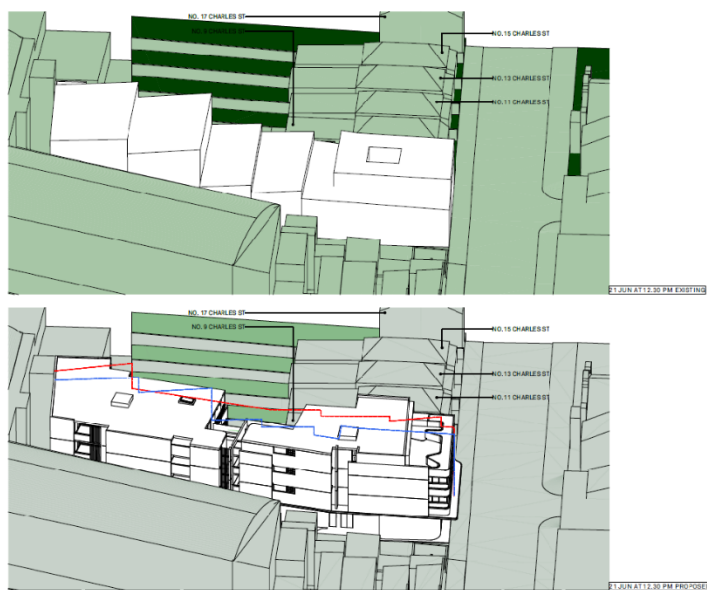 NO. 17 CHARLES ST
NO. 9 CHARLES ST
NO. 15 CHARLES ST
NO. 13 CHARLES ST
NO. 11 CHARLES ST
21 JUN AT 12.30 PM EXISTING
NO. 17 CHARLES ST
NO. 9 CHARLES ST
NO. 15 CHARLES ST
NO. 13 CHARLES ST
NO. 11 CHARLES ST
21 JUN AT 12.30 PM PROPOSE